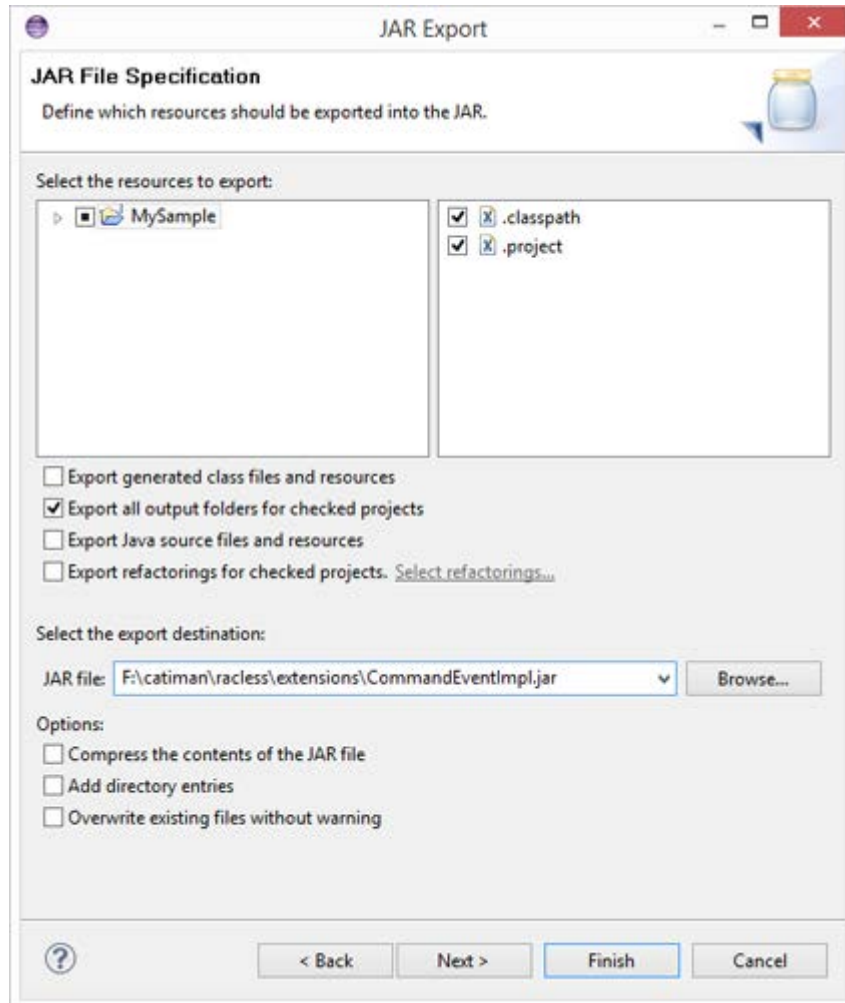 JAR Export
JAR File Specification
Define which resources should be exported into the JAR.
Select the resources to export:
MySample
.classpath
.project
Export generated class files and resources
Export all output folders for checked projects
Export Java source files and resources
Export refactorings for checked projects. Select refactorings...
Select the export destination:
JAR file: F:\catiman\racless\extensions\CommandEventImpl.jar Browse...
Options:
Compress the contents of the JAR file
Add directory entries
Overwrite existing files without warning
? < Back Next > Finish Cancel